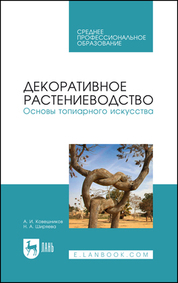 СРЕДНЕЕ
ПРОФЕССИОНАЛЬНОЕ
ОБРАЗОВАНИЕ
ДЕКОРАТИВНОЕ
РАСТЕНИЕВОДСТВО
Основы топиарного искусства
А. И. Ковешников
Н. А. Ширяева
ЛАНЬ
E.LANBOOK.COM